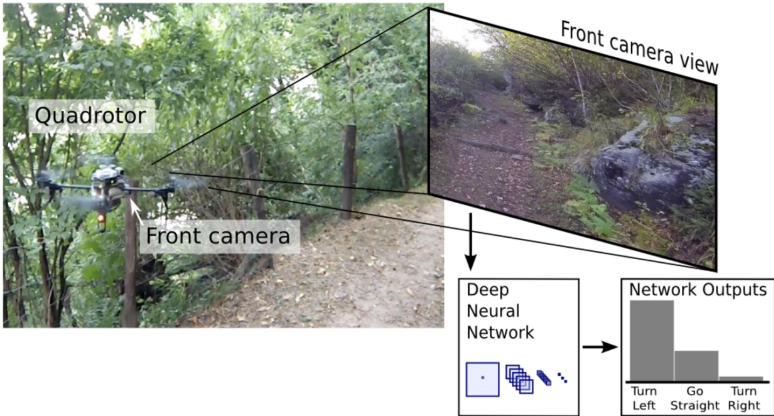 Quadrotor
Front camera
Front camera view
Deep
Neural
Network
Network Outputs
Turn Left
Go Straight
Turn Right